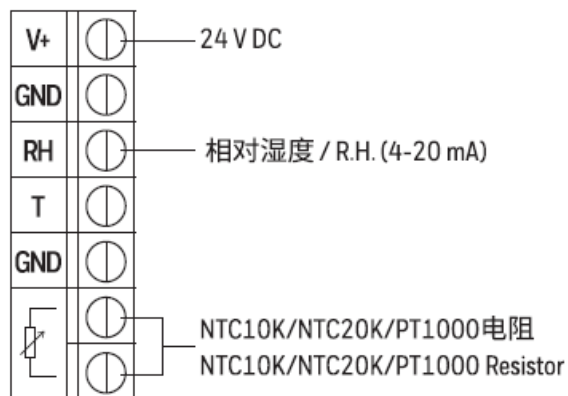 V+ 24 V DC
GND
RH 相对湿度 / R.H. (4-20 mA)
T
GND
NTC10K/NTC20K/PT1000电阻
NTC10K/NTC20K/PT1000 Resistor